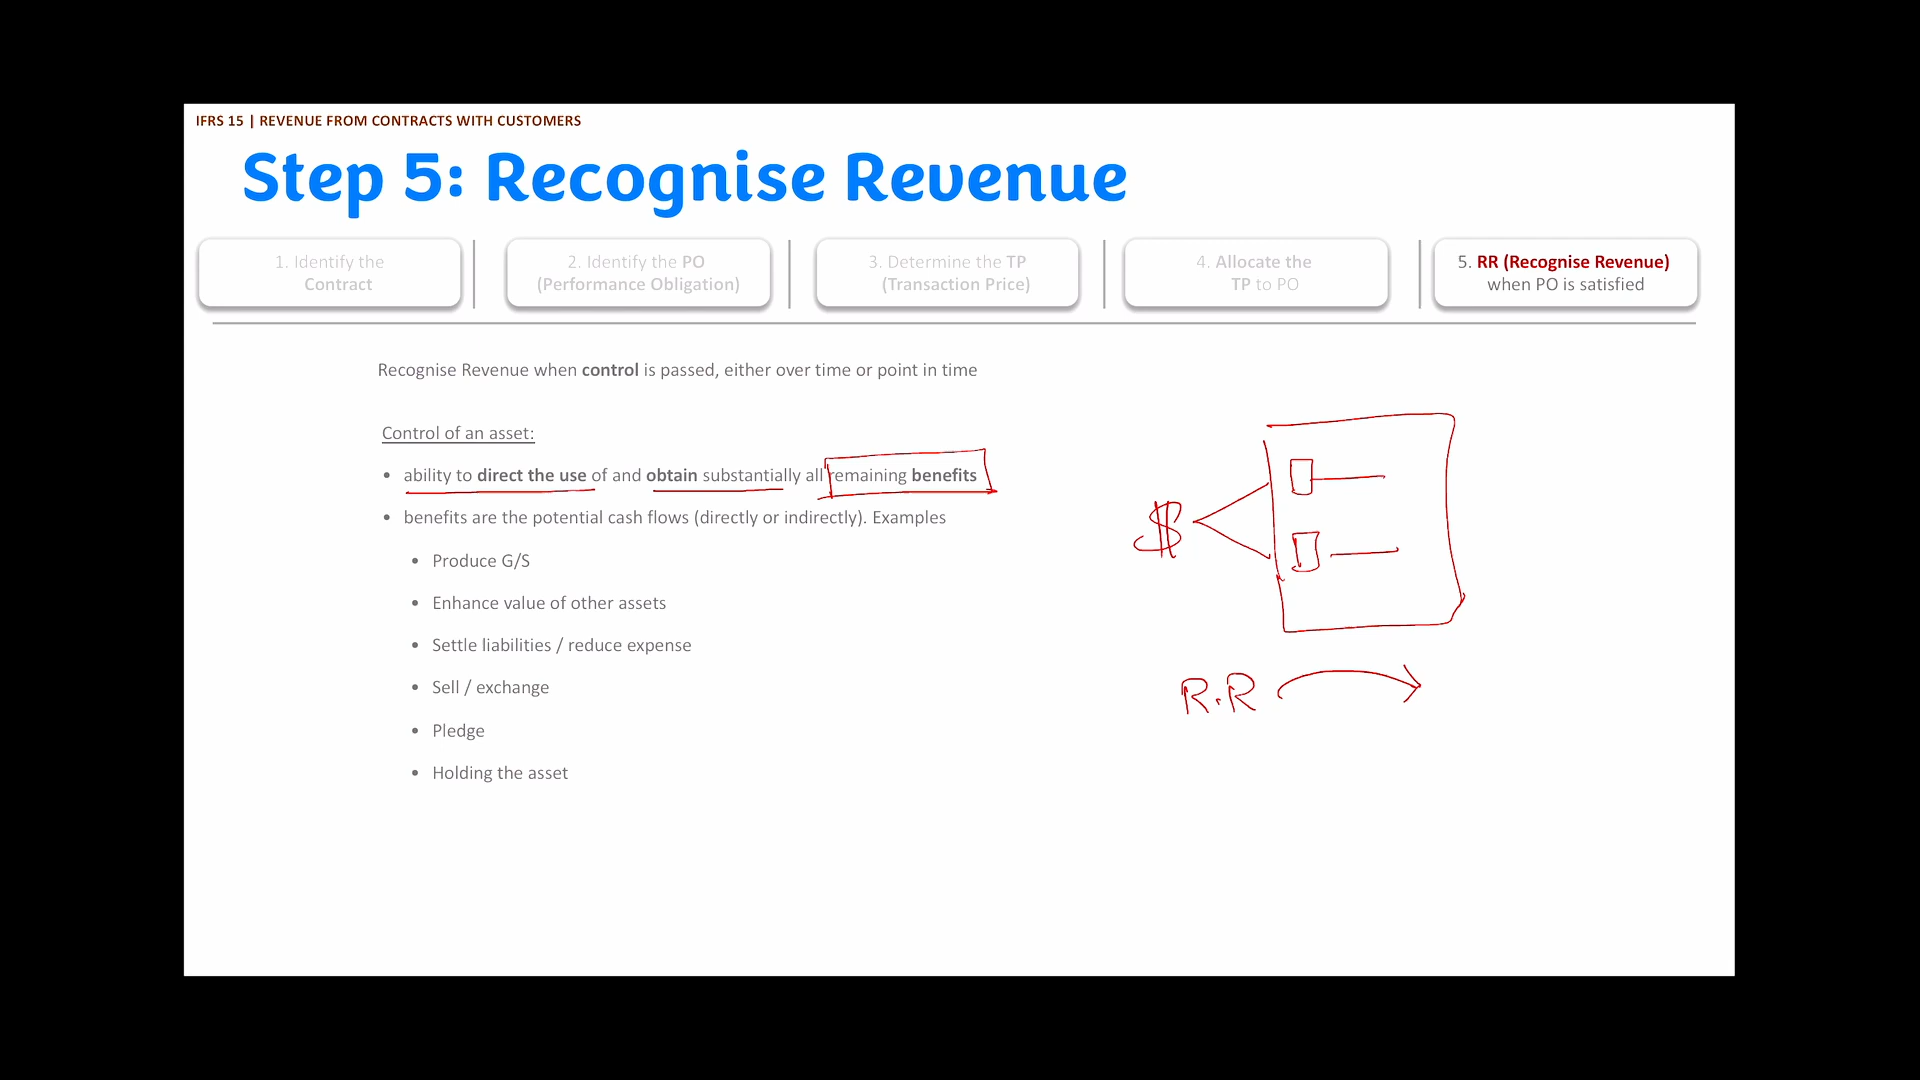 IFRS 15 | REVENUE FROM CONTRACTS WITH CUSTOMERS
Step 5: Recognise Revenue
1. Identify the
Contract
2. Identify the PO
(Performance Obligation)
3. Determine the TP
(Transaction Price)
4. Allocate the
TP to PO
5. RR (Recognise Revenue)
when PO is satisfied
Recognise Revenue when control is passed, either over time or point in time
Control of an asset:
• ability to direct the use of and obtain substantially all remaining benefits
• benefits are the potential cash flows (directly or indirectly). Examples
• Produce G/S
• Enhance value of other assets
• Settle liabilities / reduce expense
• Sell / exchange
• Pledge
• Holding the asset
$
R.R